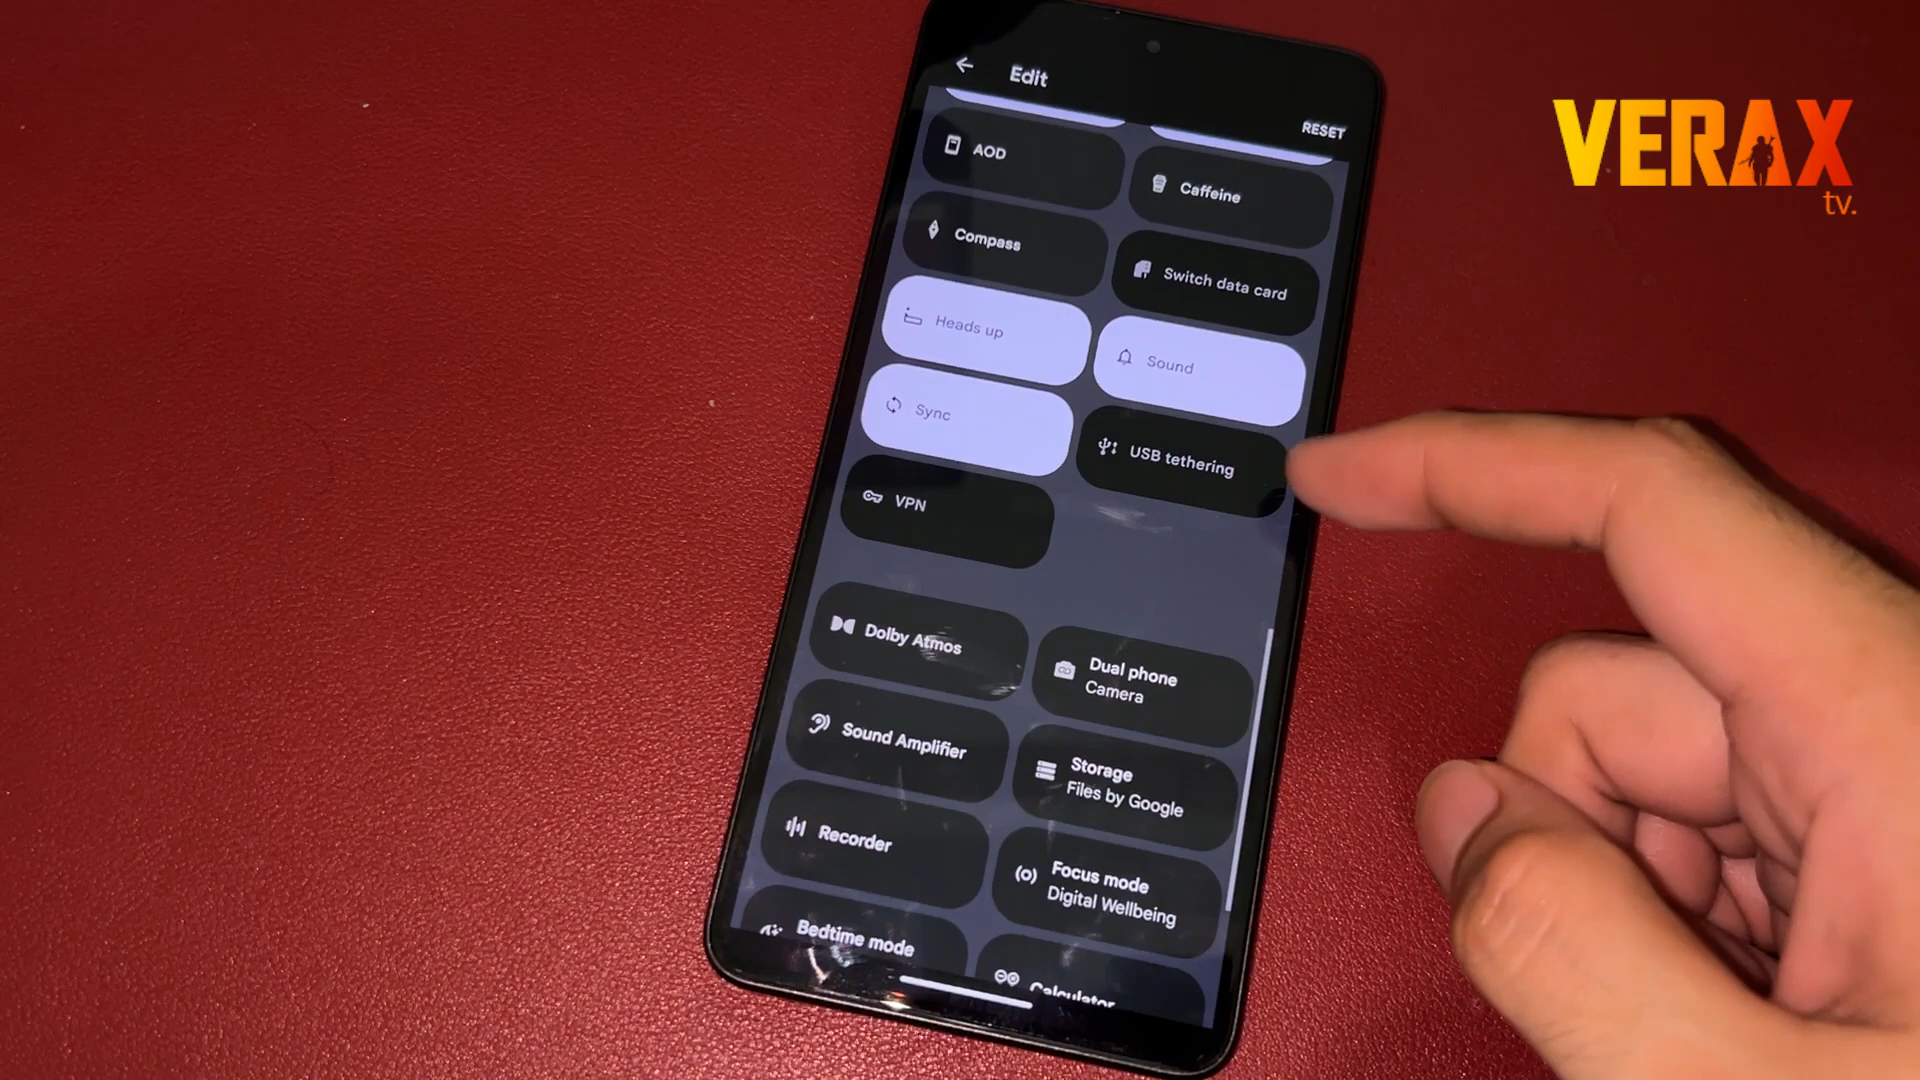 Edit
RESET
AOD
Caffeine
Compass
Switch data card
Heads up
Sound
Sync
USB tethering
VPN
Dolby Atmos
Dual phone
Camera
Sound Amplifier
Storage
Files by Google
Recorder
Focus mode
Digital Wellbeing
Bedtime mode
Calculator
VERAX
tv.